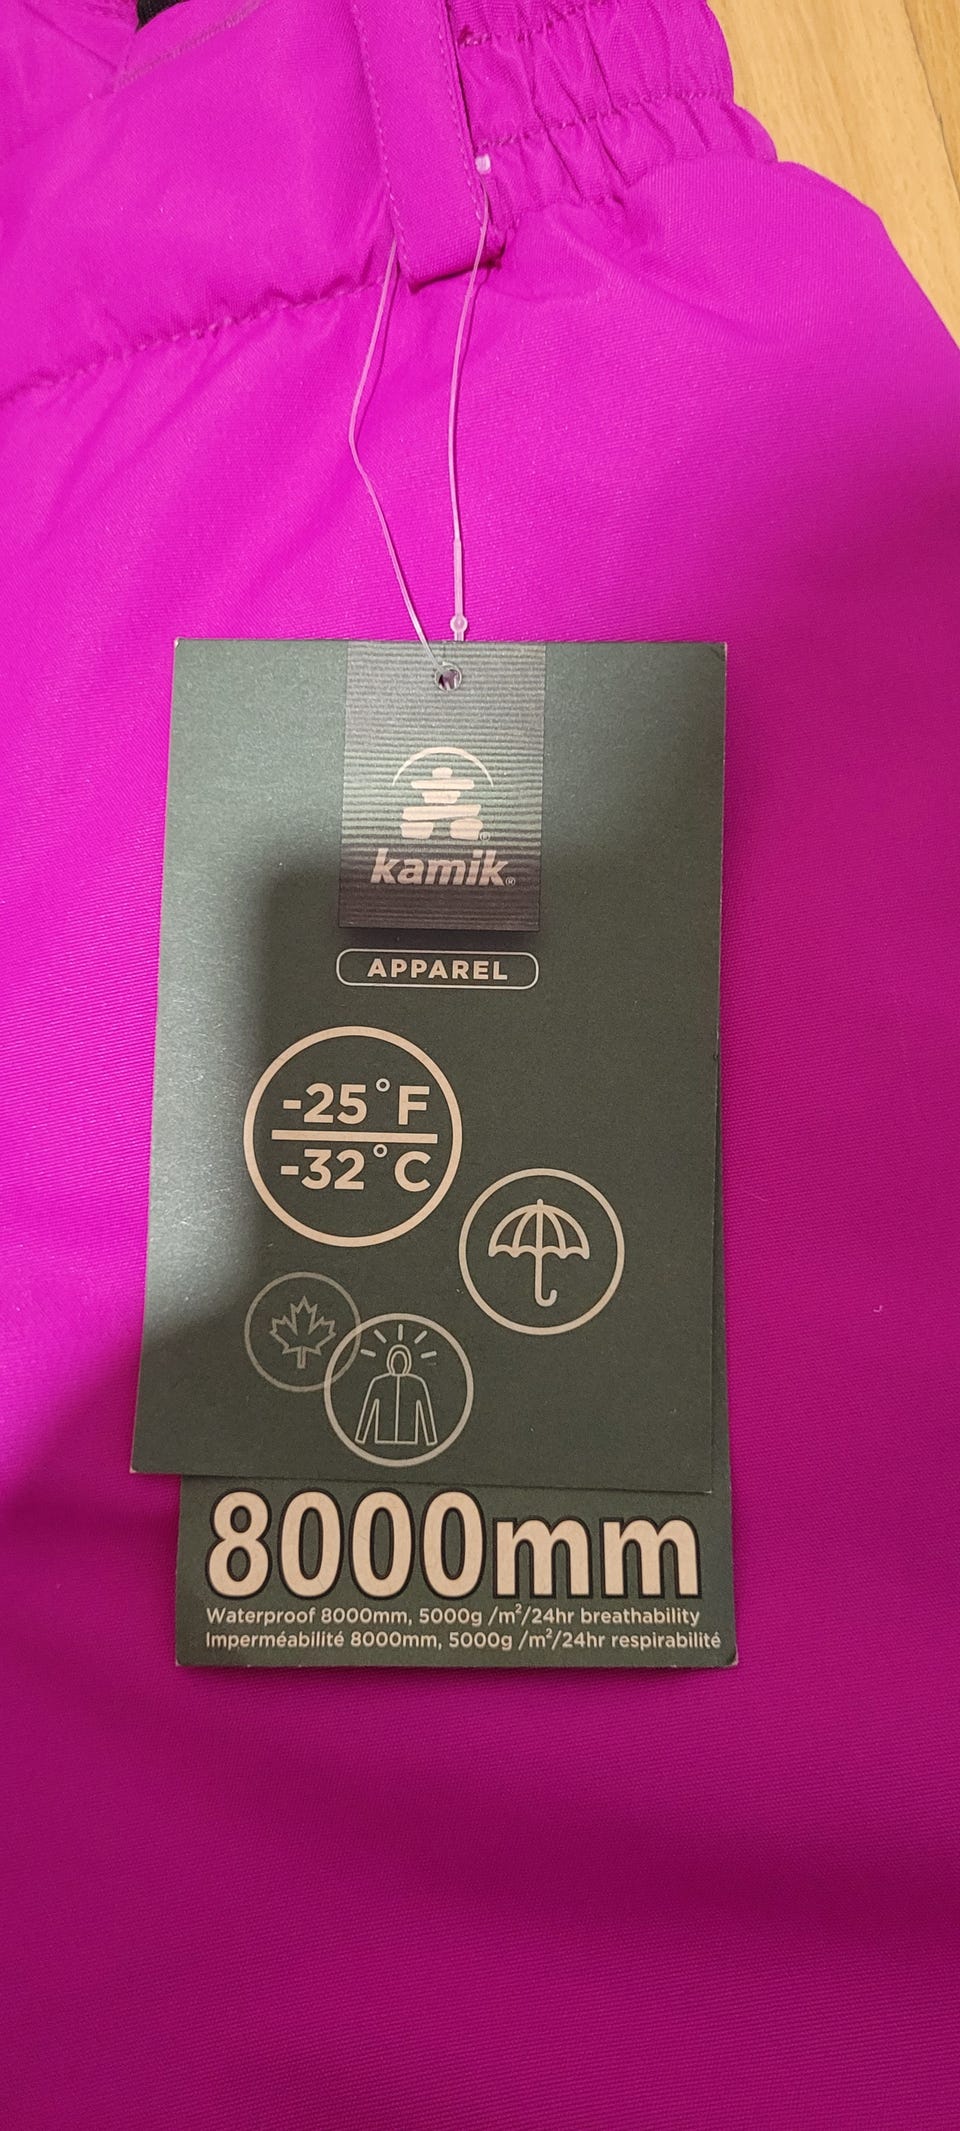 kamik®
APPAREL
-25°F
-32°C
8000mm
Waterproof 8000mm, 5000g /m²/24hr breathability
Imperméabilité 8000mm, 5000g /m²/24hr respirabilité